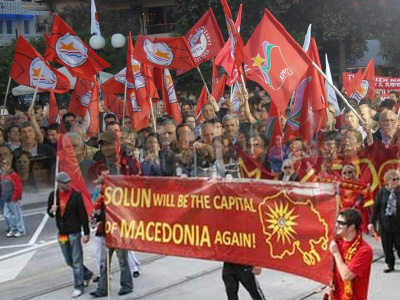 SOLUN WILL BE THE CAPITAL
OF MACEDONIA AGAIN!